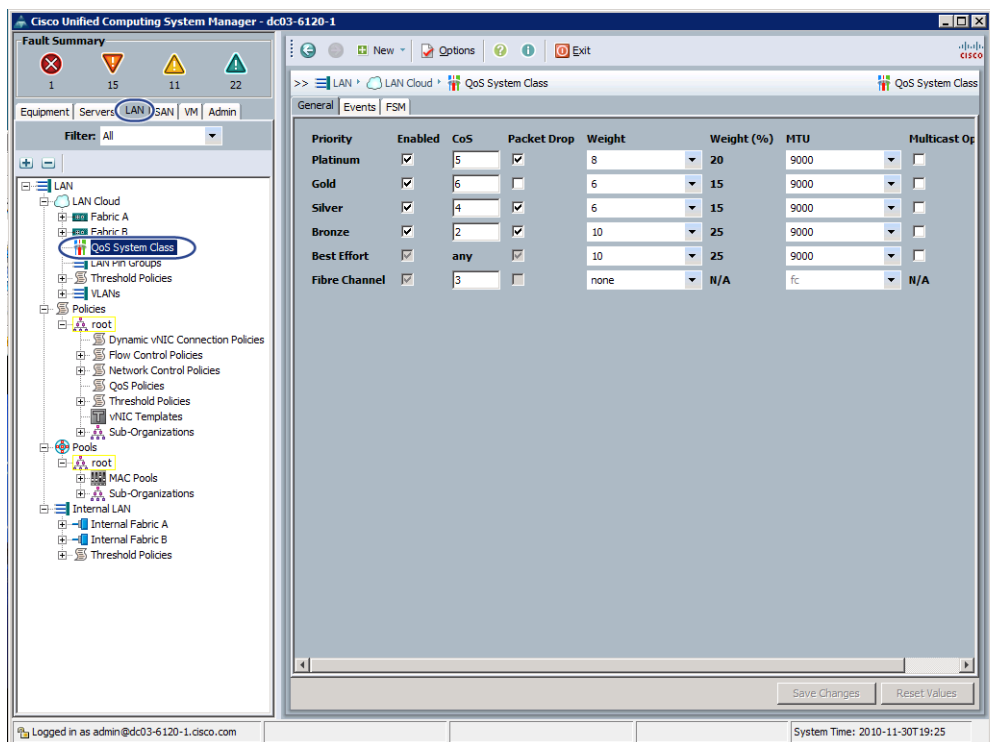 Cisco Unified Computing System Manager - dc03-6120-1
Fault Summary
1 15 11 22
New Options Exit
cisco
>> LAN LAN Cloud QoS System Class QoS System Class
Equipment Servers LAN SAN VM Admin
General Events FSM
Filter: All
Priority Enabled CoS Packet Drop Weight Weight (%) MTU Multicast Op
Platinum 5 8 20 9000
Gold 6 6 15 9000
Silver 4 6 15 9000
Bronze 2 10 25 9000
Best Effort any 10 25 9000
Fibre Channel 3 none N/A fc N/A
LAN
LAN Cloud
Fabric A
Fabric B
QoS System Class
LAN Pin Groups
Threshold Policies
VLANs
Policies
root
Dynamic vNIC Connection Policies
Flow Control Policies
Network Control Policies
QoS Policies
Threshold Policies
vNIC Templates
Sub-Organizations
Pools
root
MAC Pools
Sub-Organizations
Internal LAN
Internal Fabric A
Internal Fabric B
Threshold Policies
Save Changes Reset Values
Logged in as admin@dc03-6120-1.cisco.com System Time: 2010-11-30T19:25